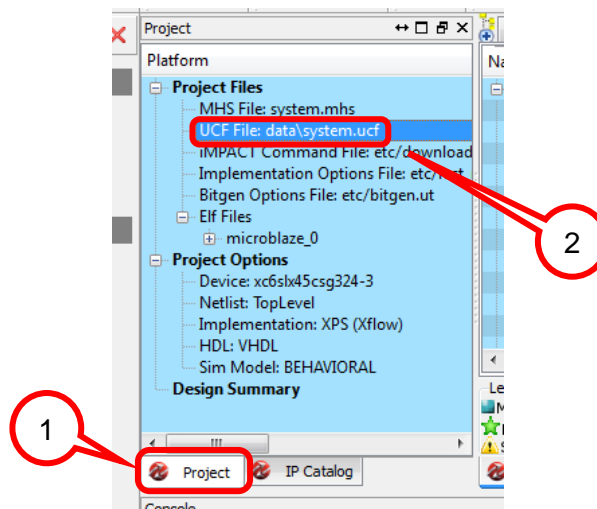 Project
Platform
Na
Project Files
MHS File: system.mhs
UCF File: data\system.ucf
iMPACT Command File: etc/download
Implementation Options File: etc/
Bitgen Options File: etc/bitgen.ut
Elf Files
microblaze_0
2
Project Options
Device: xc6slx45csg324-3
Netlist: TopLevel
Implementation: XPS (Xflow)
HDL: VHDL
Sim Model: BEHAVIORAL
Design Summary
Le
M
1
S
Project
IP Catalog
Console